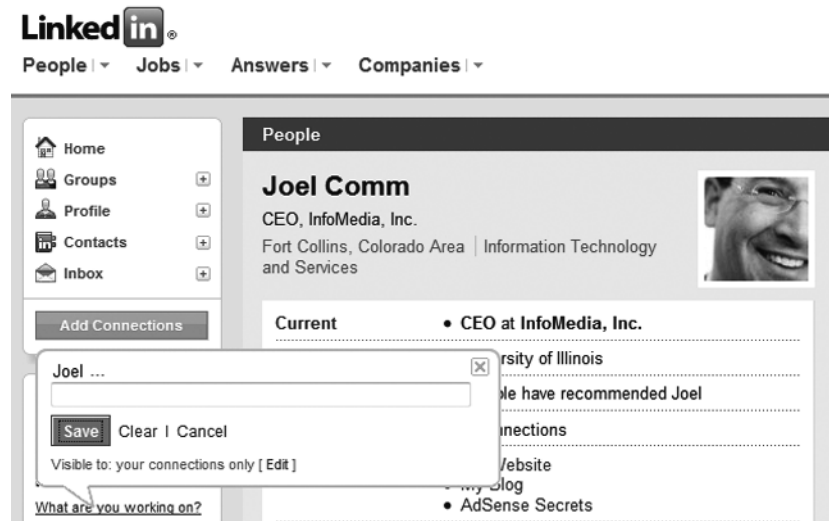 Linked in ®
People Jobs Answers Companies
Home
Groups
Profile
Contacts
Inbox
Add Connections
People
Joel Comm
CEO, InfoMedia, Inc.
Fort Collins, Colorado Area | Information Technology
and Services
Current • CEO at InfoMedia, Inc.
rsity of Illinois
ple have recommended Joel
nnections
Website
My Blog
• AdSense Secrets
Joel ...
Save Clear | Cancel
Visible to: your connections only [ Edit ]
What are you working on?